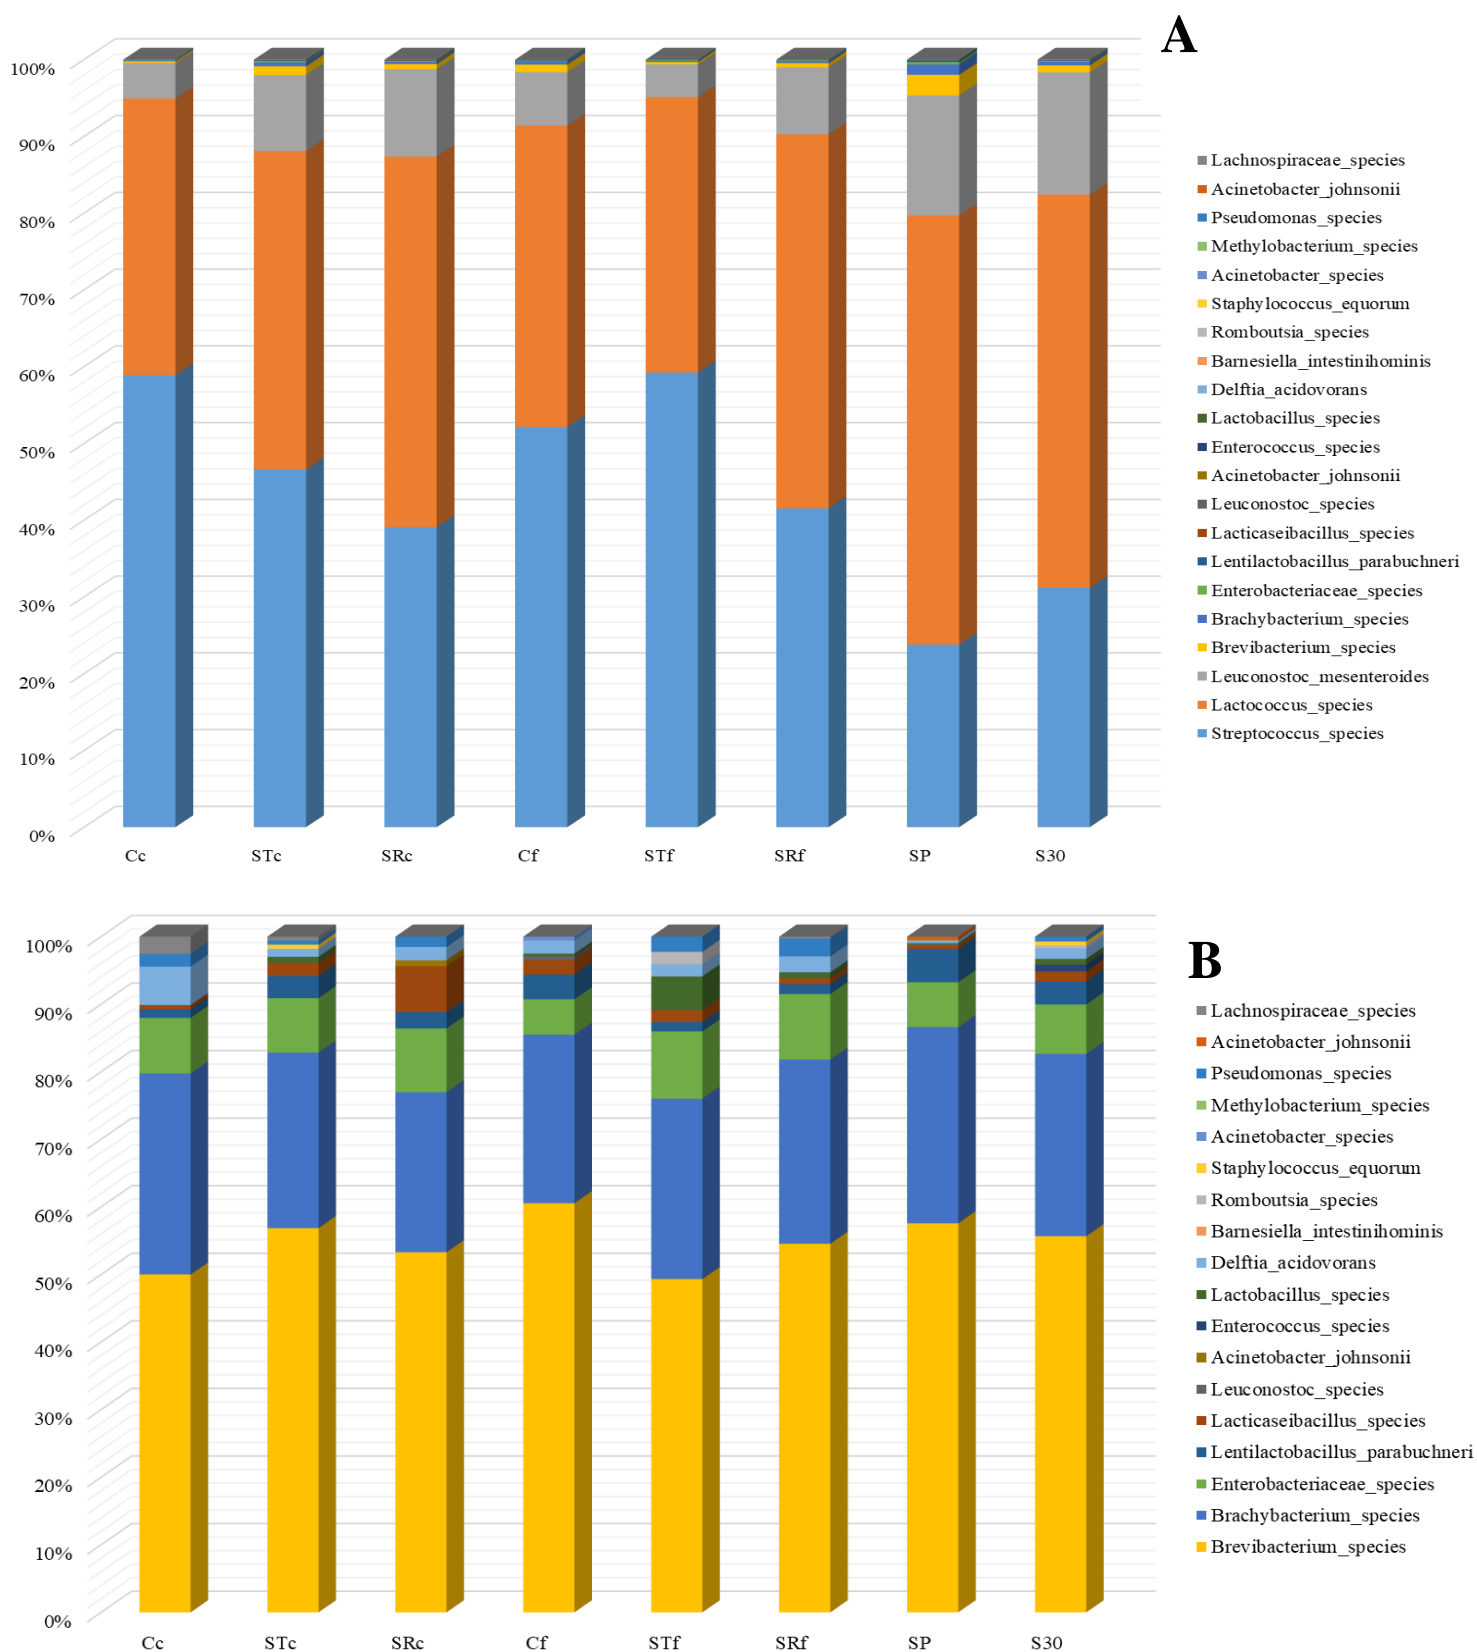 A
100%
90%
80%
70%
60%
50%
40%
30%
20%
10%
0%
Cc STc SRc Cf STf SRf SP S30
Lachnospiraceae_species
Acinetobacter_johnsonii
Pseudomonas_species
Methylobacterium_species
Acinetobacter_species
Staphylococcus_equorum
Romboutsia_species
Barnesiella_intestinihominis
Delftia_acidovorans
Lactobacillus_species
Enterococcus_species
Acinetobacter_johnsonii
Leuconostoc_species
Lacticaseibacillus_species
Lentilactobacillus_parabuchneri
Enterobacteriaceae_species
Brachybacterium_species
Brevibacterium_species
Leuconostoc_mesenteroides
Lactococcus_species
Streptococcus_species
B
100%
90%
80%
70%
60%
50%
40%
30%
20%
10%
0%
Cc STc SRc Cf STf SRf SP S30
Lachnospiraceae_species
Acinetobacter_johnsonii
Pseudomonas_species
Methylobacterium_species
Acinetobacter_species
Staphylococcus_equorum
Romboutsia_species
Barnesiella_intestinihominis
Delftia_acidovorans
Lactobacillus_species
Enterococcus_species
Acinetobacter_johnsonii
Leuconostoc_species
Lacticaseibacillus_species
Lentilactobacillus_parabuchneri
Enterobacteriaceae_species
Brachybacterium_species
Brevibacterium_species